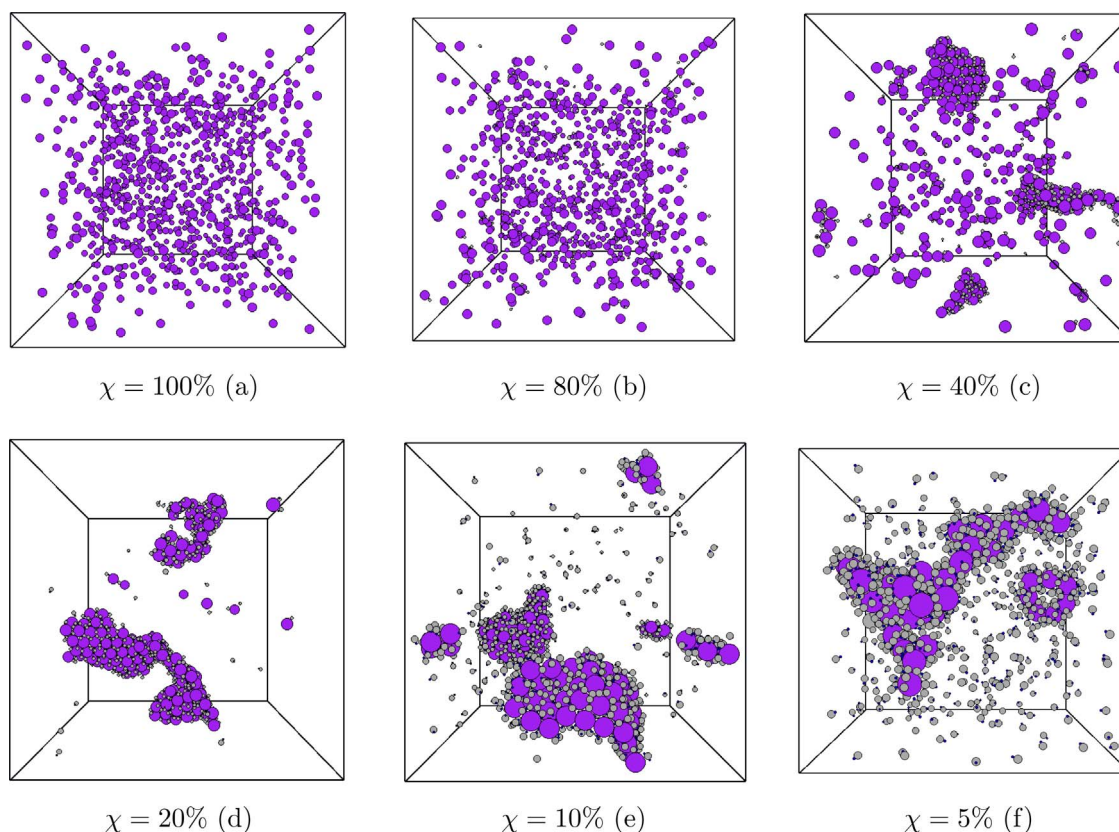 χ = 100% (a)
χ = 80% (b)
χ = 40% (c)
χ = 20% (d)
χ = 10% (e)
χ = 5% (f)